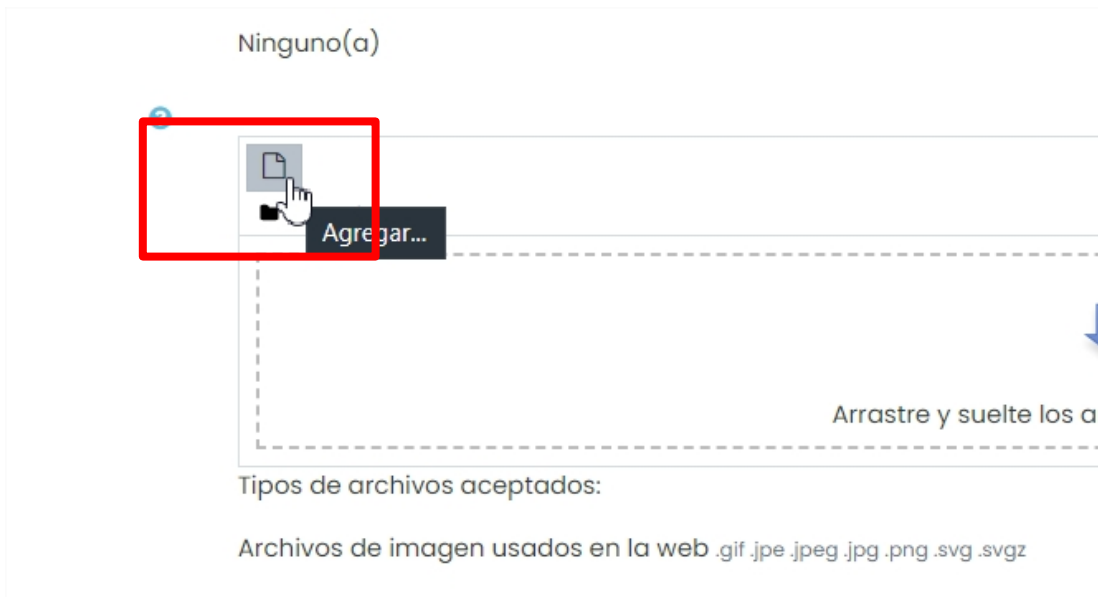 Ninguno(a)
Agregar...
Arrastre y suelte los a
Tipos de archivos aceptados:
Archivos de imagen usados en la web .gif .jpe .jpeg .jpg .png .svg .svgz